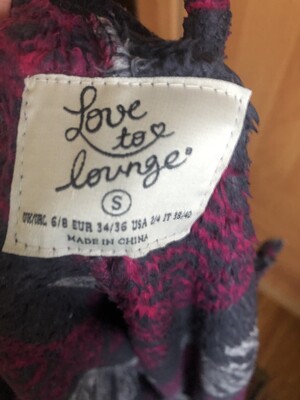 Love
to
lounge®
S
UK/IRL 6/8 EUR 34/36 USA 2/4 IT 38/40
MADE IN CHINA